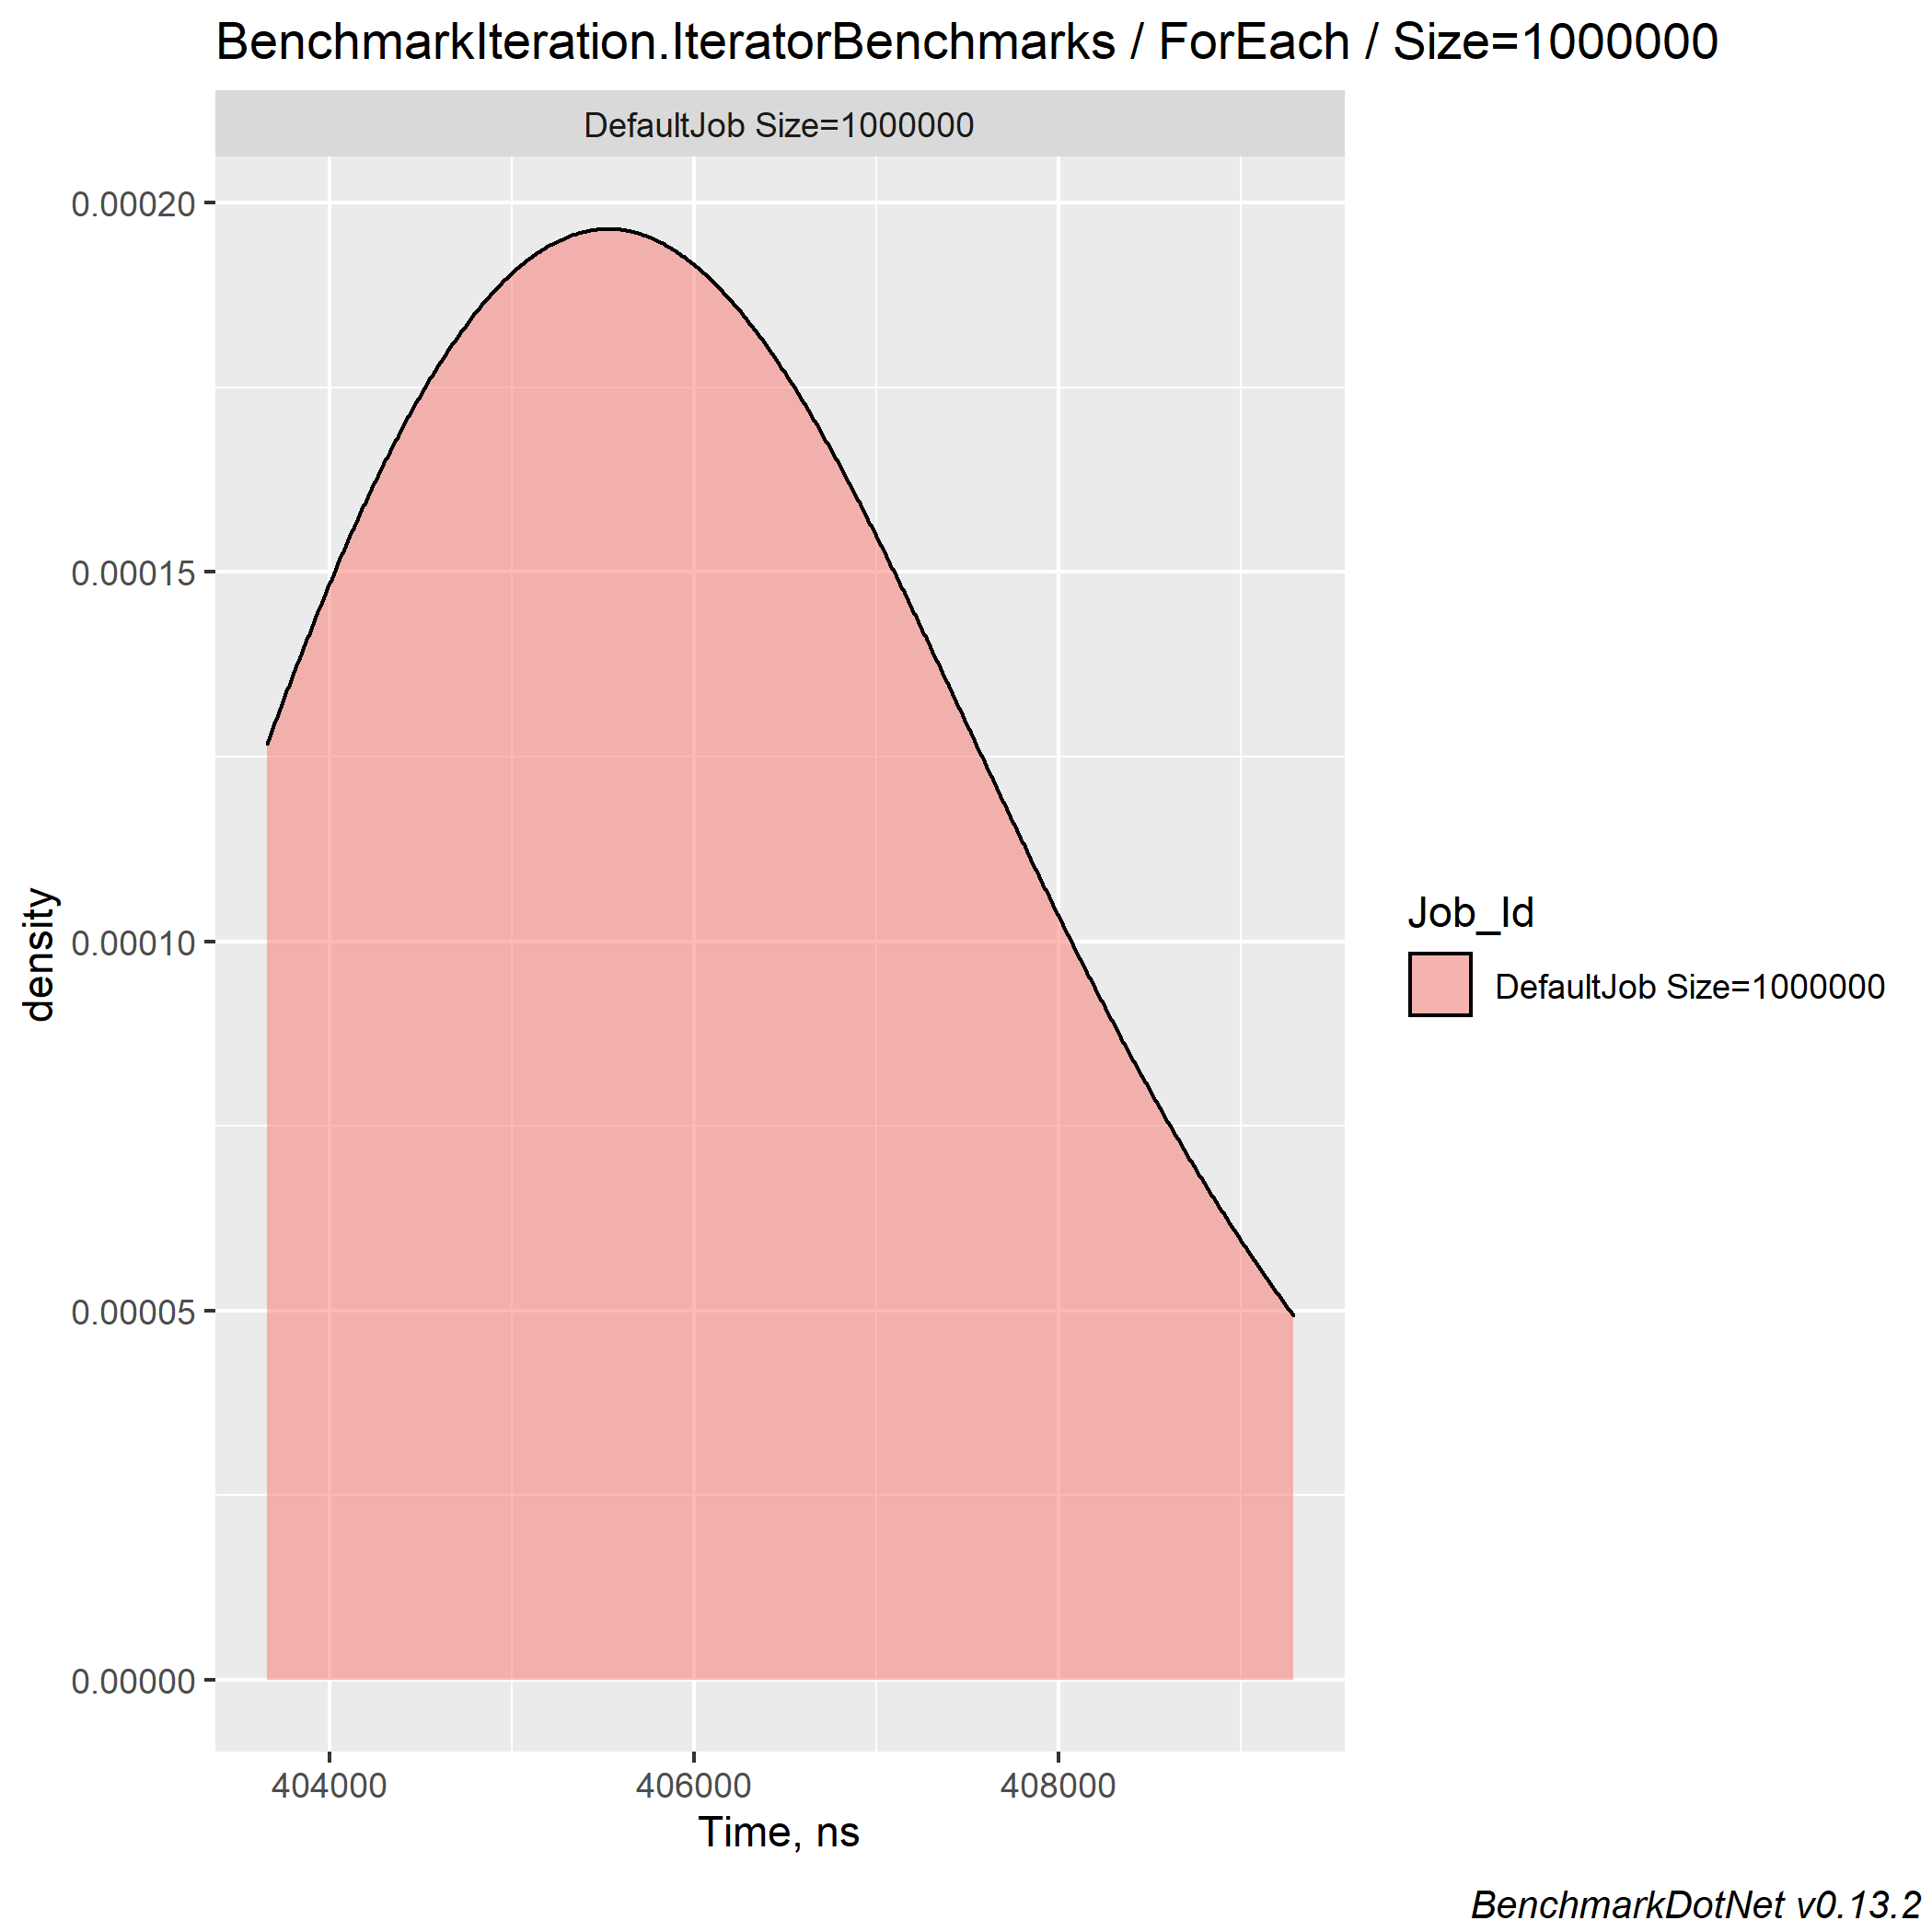 BenchmarkIteration.IteratorBenchmarks / ForEach / Size=1000000
DefaultJob Size=1000000
0.00020
0.00015
0.00010
0.00005
0.00000
density
404000 406000 408000
Time, ns
Job_Id
DefaultJob Size=1000000
BenchmarkDotNet v0.13.2